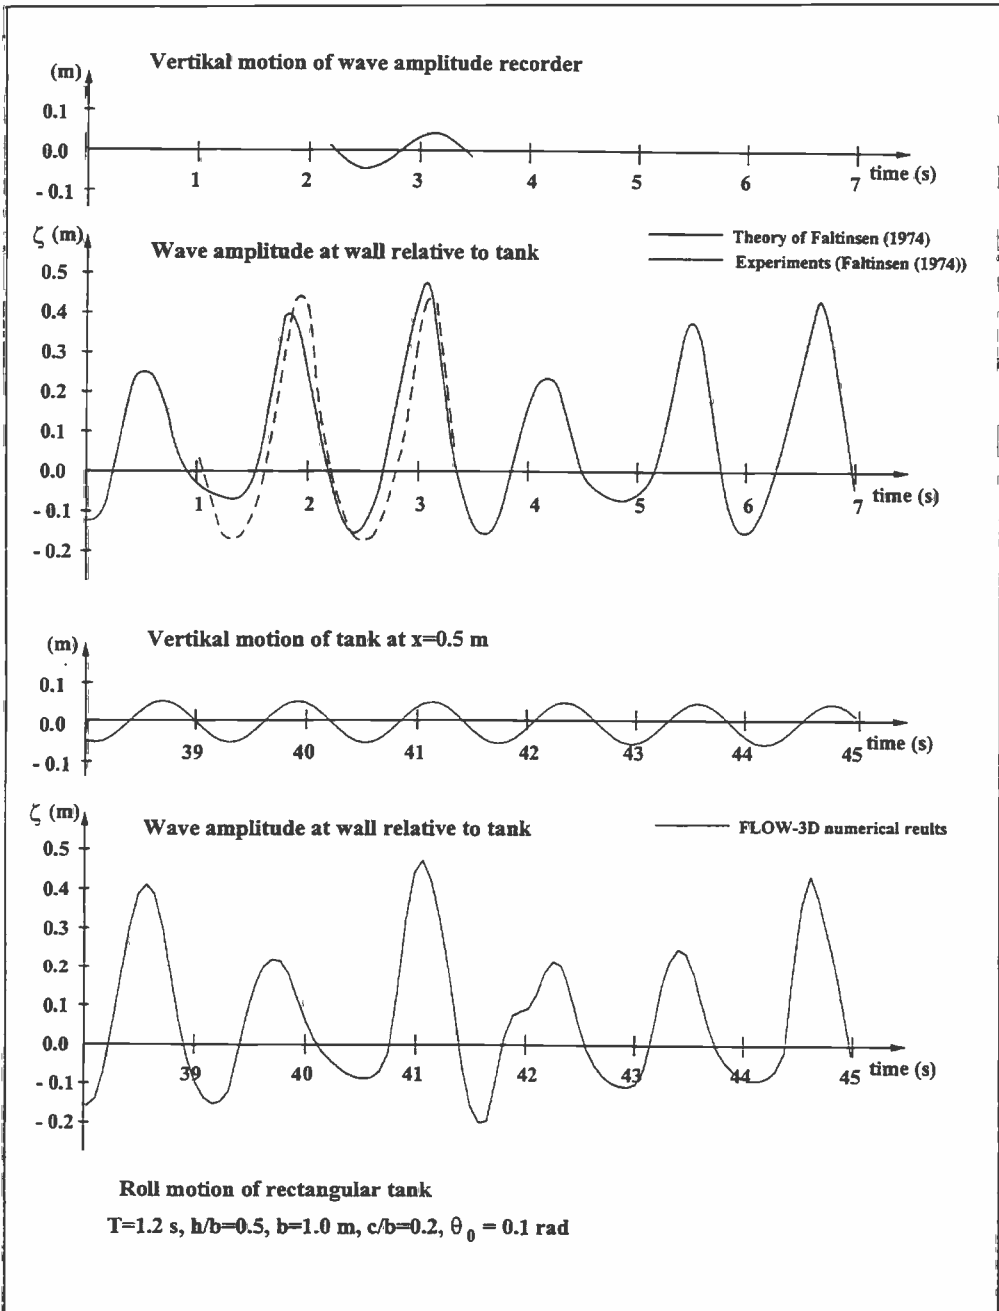 Vertikal motion of wave amplitude recorder
(m)
0.1
0.0
- 0.1
1 2 3 4 5 6 7 time (s)
ζ (m)
Wave amplitude at wall relative to tank
Theory of Faltinsen (1974)
Experiments (Faltinsen (1974))
0.5
0.4
0.3
0.2
0.1
0.0
- 0.1
- 0.2
1 2 3 4 5 6 7 time (s)
Vertikal motion of tank at x=0.5 m
(m)
0.1
0.0
- 0.1
39 40 41 42 43 44 45 time (s)
ζ (m)
Wave amplitude at wall relative to tank
FLOW-3D numerical reults
0.5
0.4
0.3
0.2
0.1
0.0
- 0.1
- 0.2
39 40 41 42 43 44 45 time (s)
Roll motion of rectangular tank
T=1.2 s, h/b=0.5, b=1.0 m, c/b=0.2, θ0 = 0.1 rad